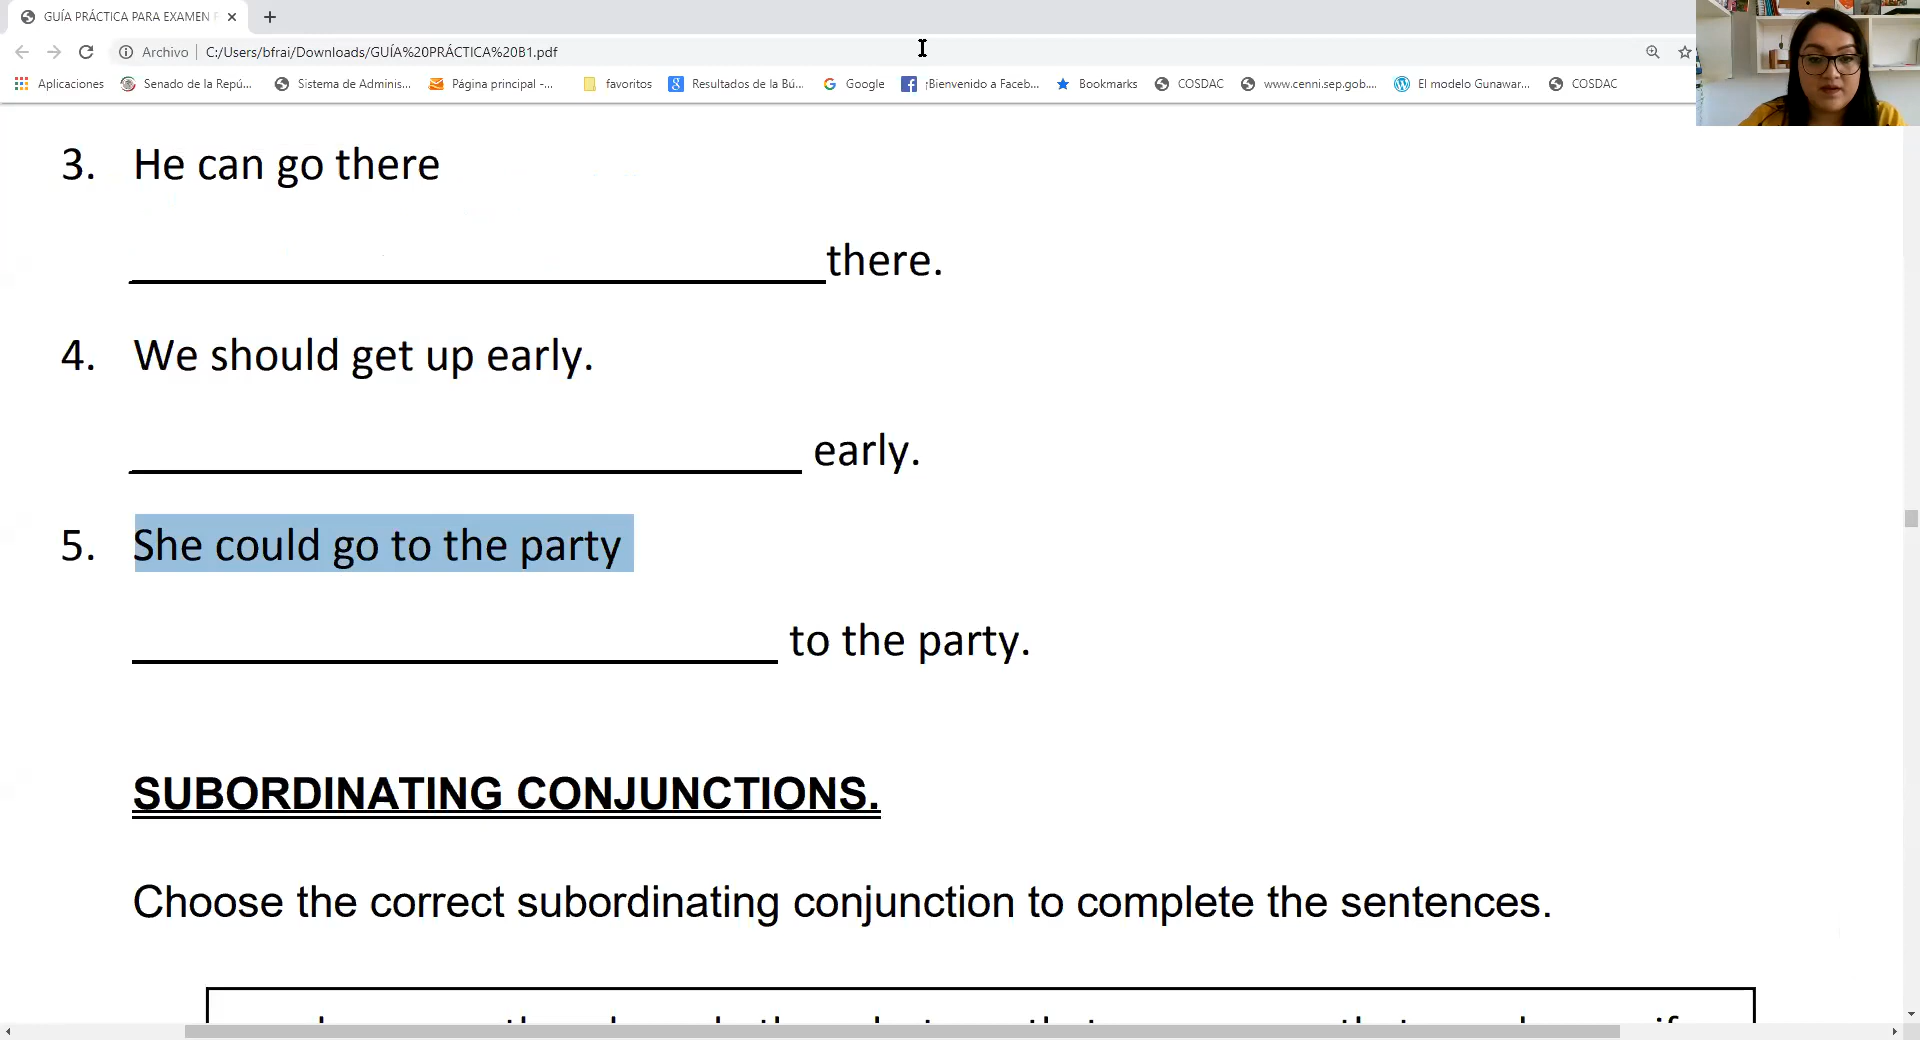 GUÍA PRÁCTICA PARA EXAMEN
Archivo C:/Users/bfrai/Downloads/GUÍA%20PRÁCTICA%20B1.pdf
Aplicaciones Senado de la Repú... Sistema de Adminis... Página principal -... favoritos Resultados de la Bú... Google ¡Bienvenido a Faceb... Bookmarks COSDAC www.cenni.sep.gob.... El modelo Gunawar... COSDAC
3. He can go there
____________________there.
4. We should get up early.
____________________ early.
5. She could go to the party
____________________ to the party.
SUBORDINATING CONJUNCTIONS.
Choose the correct subordinating conjunction to complete the sentences.